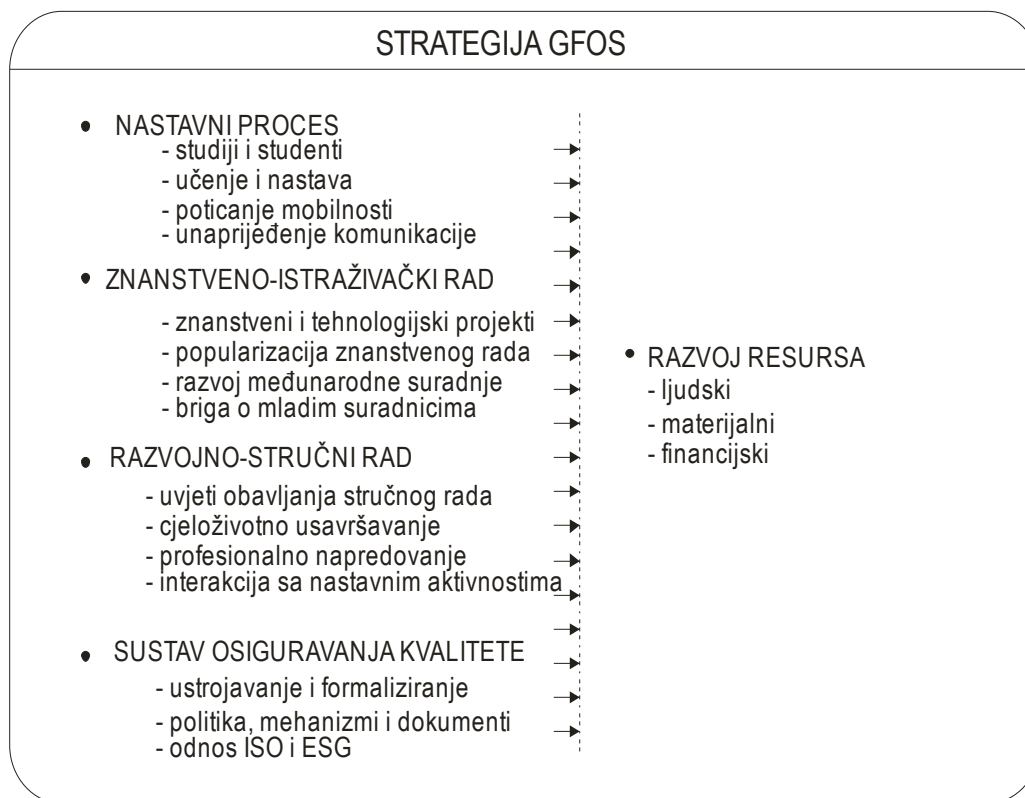 STRATEGIJA GFOS
• NASTAVNI PROCES
- studiji i studenti
- učenje i nastava
- poticanje mobilnosti
- unaprijeđenje komunikacije
• ZNANSTVENO-ISTRAŽIVAČKI RAD
- znanstveni i tehnologijski projekti
- popularizacija znanstvenog rada
- razvoj međunarodne suradnje
- briga o mladim suradnicima
• RAZVOJNO-STRUČNI RAD
- uvjeti obavljanja stručnog rada
- cjeloživotno usavršavanje
- profesionalno napredovanje
- interakcija sa nastavnim aktivnostima
• SUSTAV OSIGURAVANJA KVALITETE
- ustrojavanje i formaliziranje
- politika, mehanizmi i dokumenti
- odnos ISO i ESG
• RAZVOJ RESURSA
- ljudski
- materijalni
- financijski